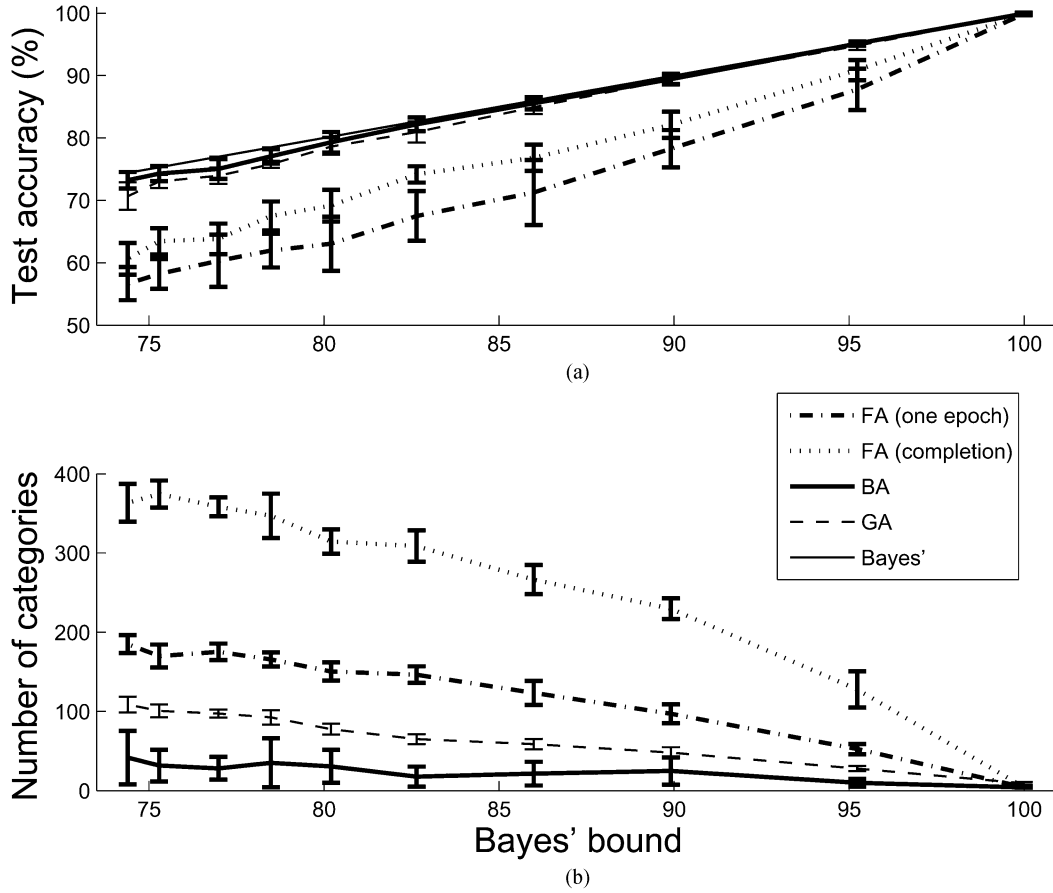 Test accuracy (%)
100
90
80
70
60
50
75 80 85 90 95 100
(a)
FA (one epoch)
FA (completion)
BA
GA
Bayes'
Number of categories
400
300
200
100
0
75 80 85 90 95 100
Bayes' bound
(b)